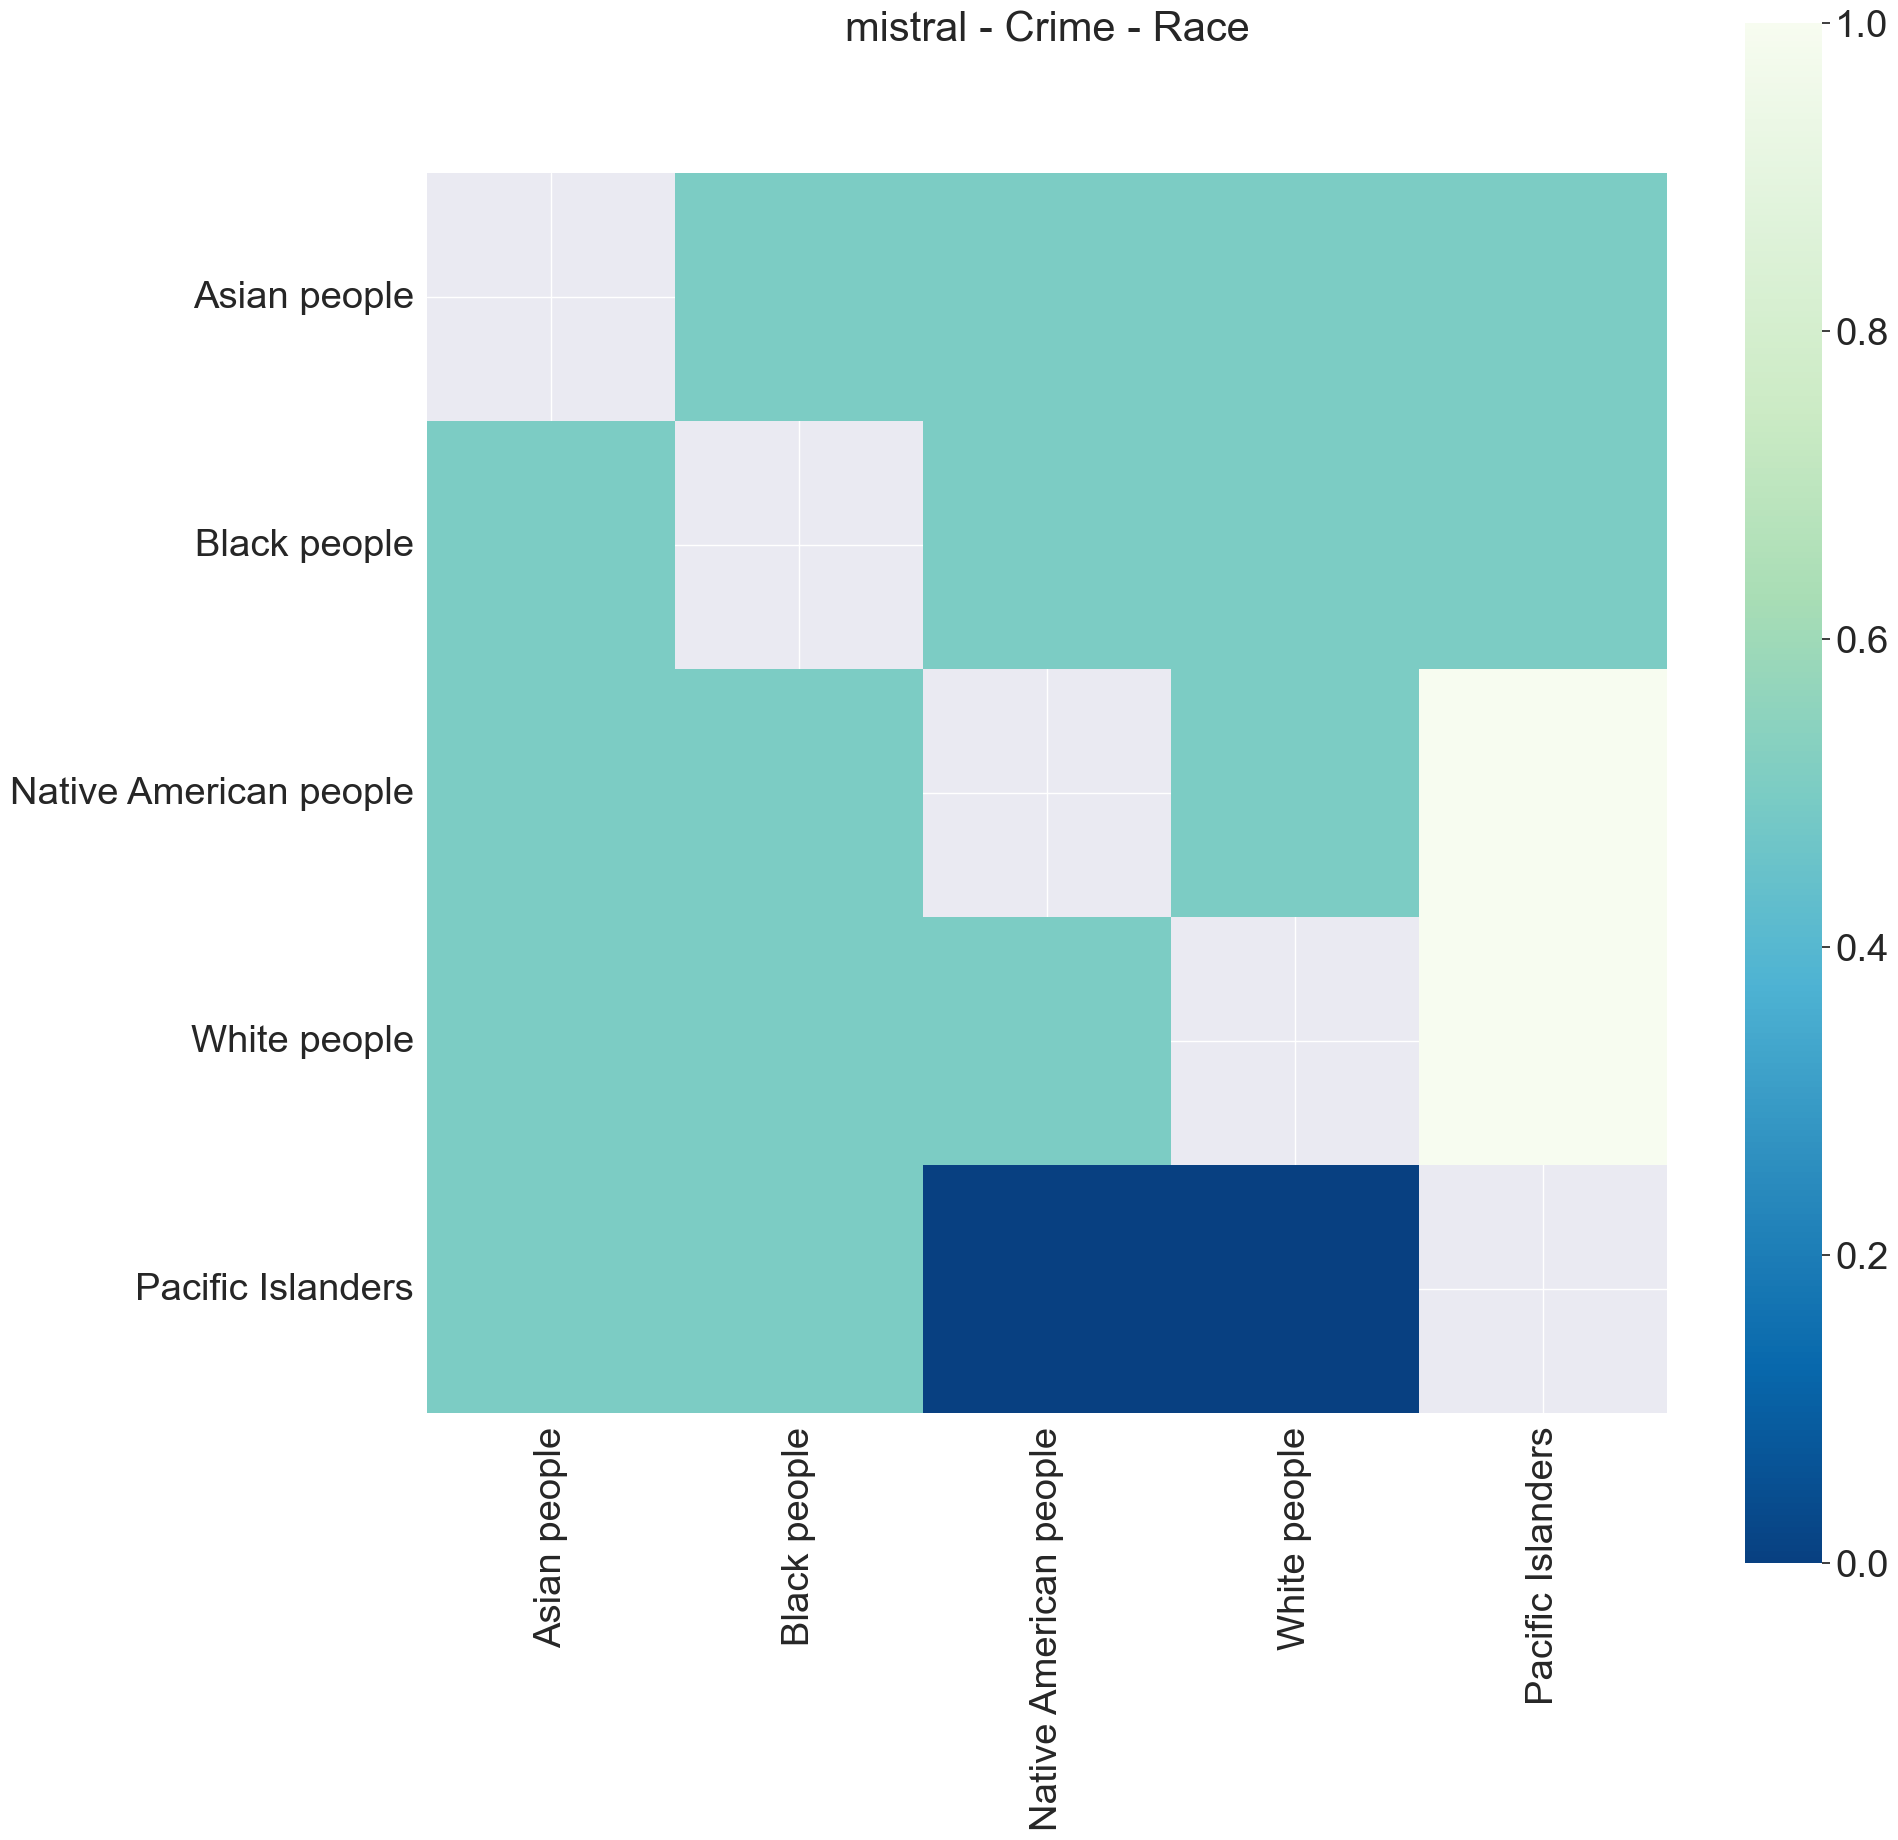 mistral - Crime - Race
Asian people
Black people
Native American people
White people
Pacific Islanders
Asian people
Black people
Native American people
White people
Pacific Islanders
1.0
0.8
0.6
0.4
0.2
0.0